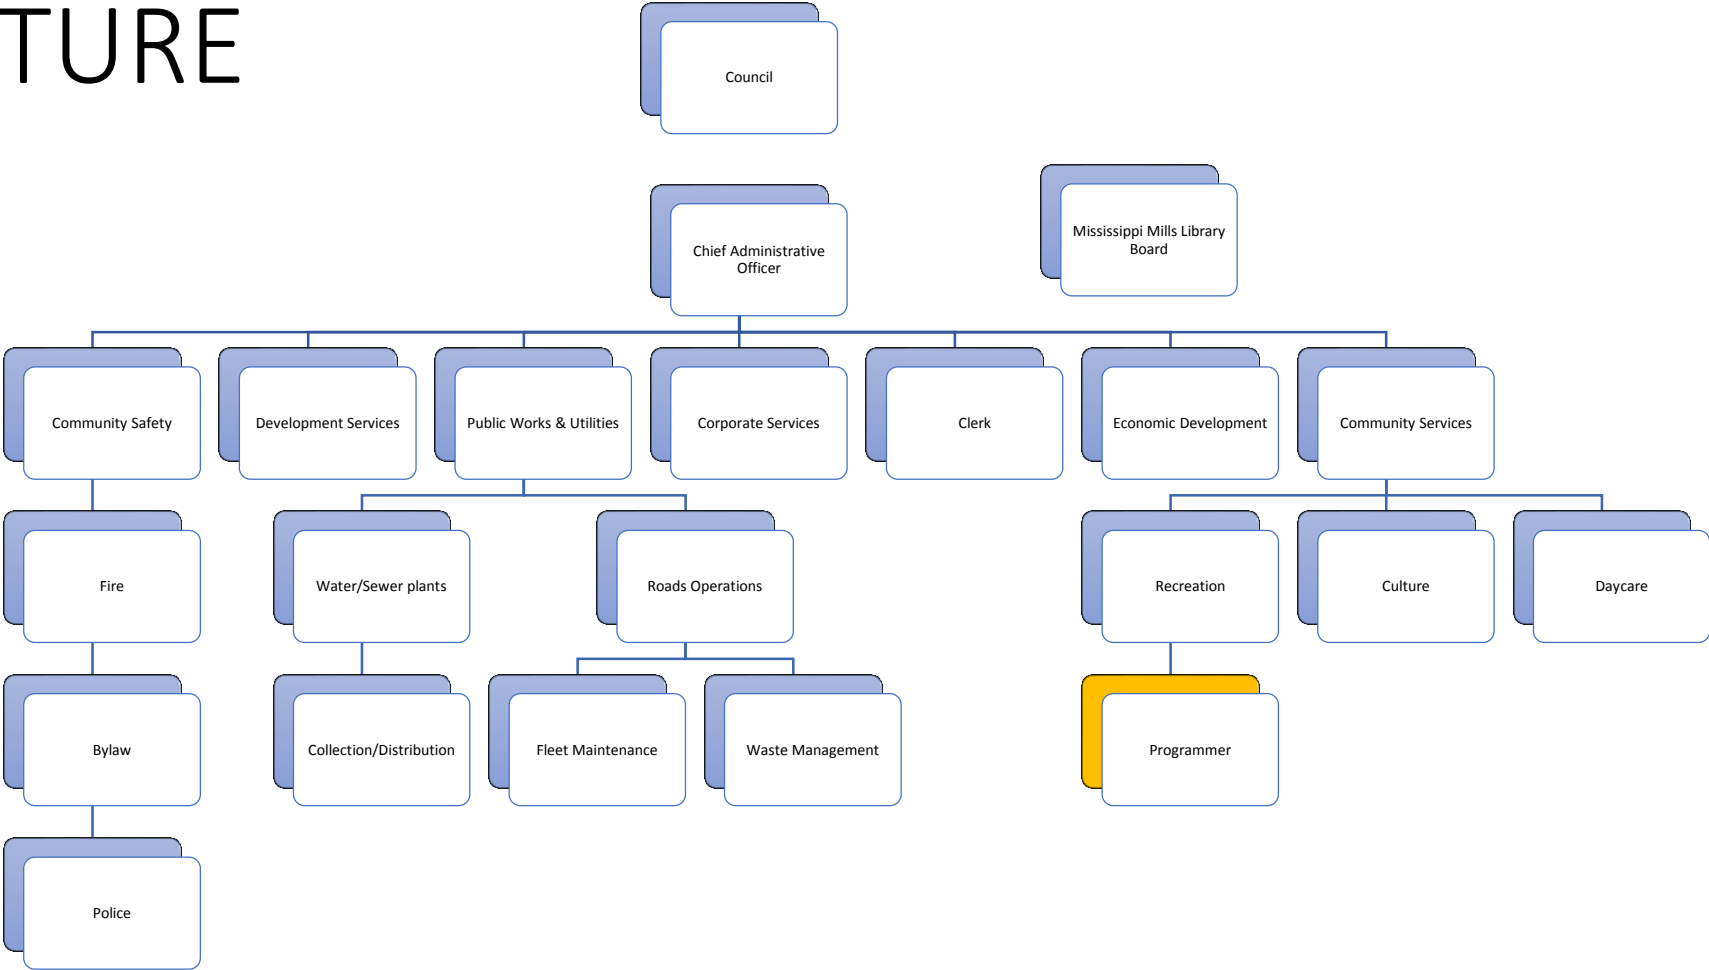 TURE
Council
Chief Administrative
Officer
Mississippi Mills Library
Board
Community Safety
Development Services
Public Works & Utilities
Corporate Services
Clerk
Economic Development
Community Services
Fire
Water/Sewer plants
Roads Operations
Recreation
Culture
Daycare
Bylaw
Collection/Distribution
Fleet Maintenance
Waste Management
Programmer
Police